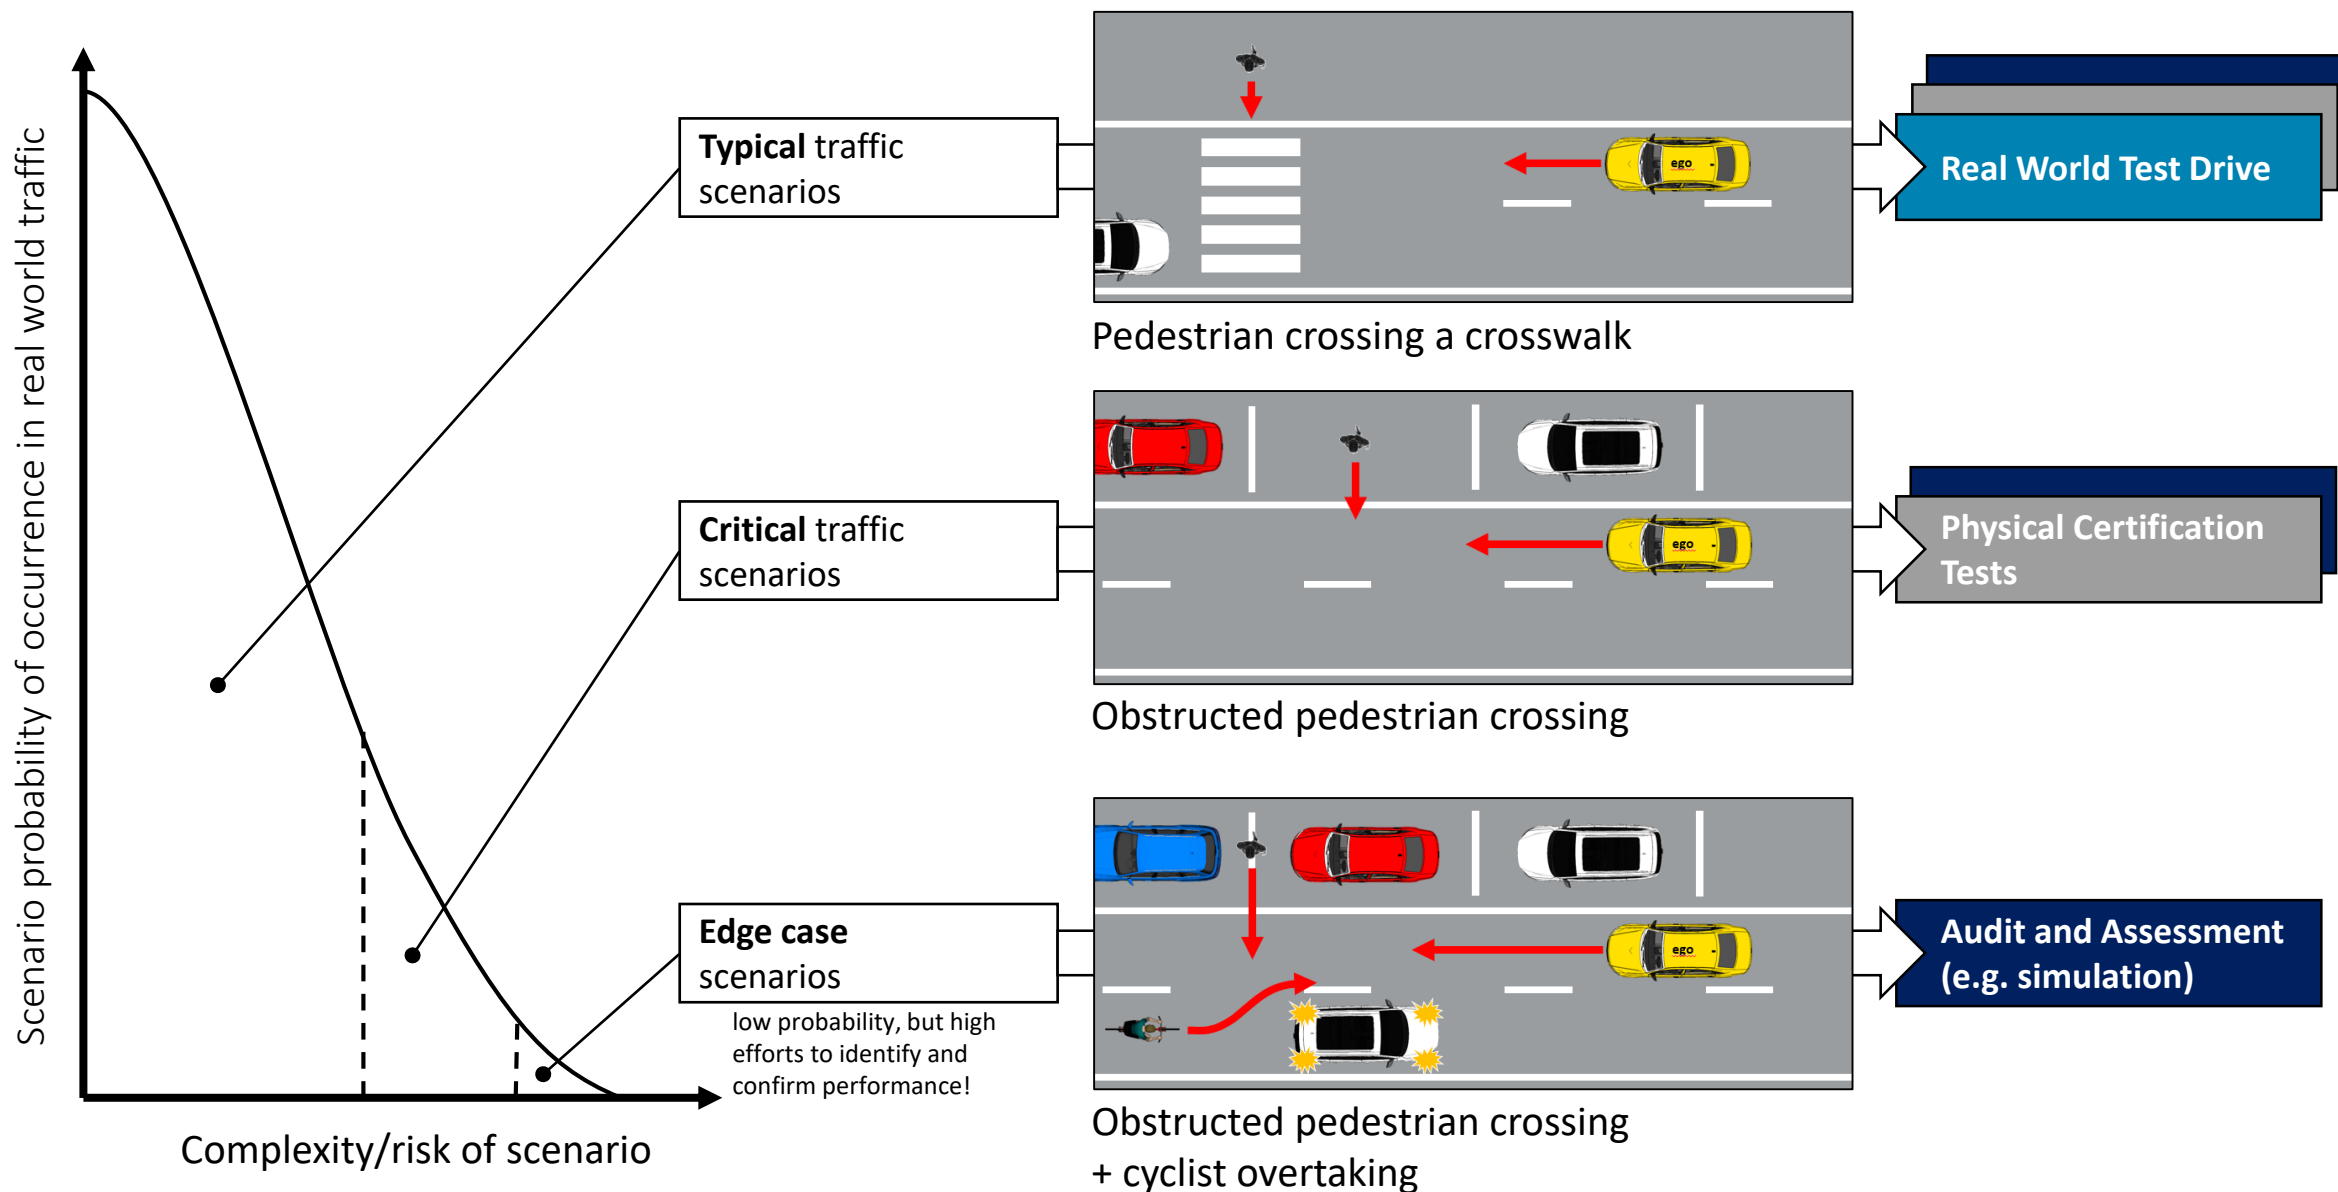 Scenario probability of occurrence in real world traffic
Complexity/risk of scenario
Typical traffic
scenarios
ego
Pedestrian crossing a crosswalk
Real World Test Drive
Critical traffic
scenarios
ego
Obstructed pedestrian crossing
Physical Certification
Tests
Edge case
scenarios
low probability, but high
efforts to identify and
confirm performance!
ego
Obstructed pedestrian crossing
+ cyclist overtaking
Audit and Assessment
(e.g. simulation)